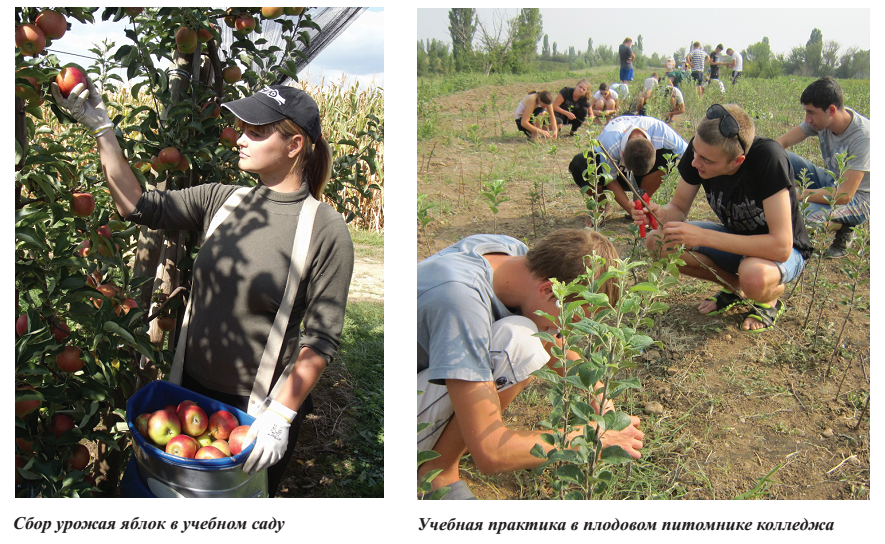 Сбор урожая яблок в учебном саду
Учебная практика в плодовом питомнике колледжа